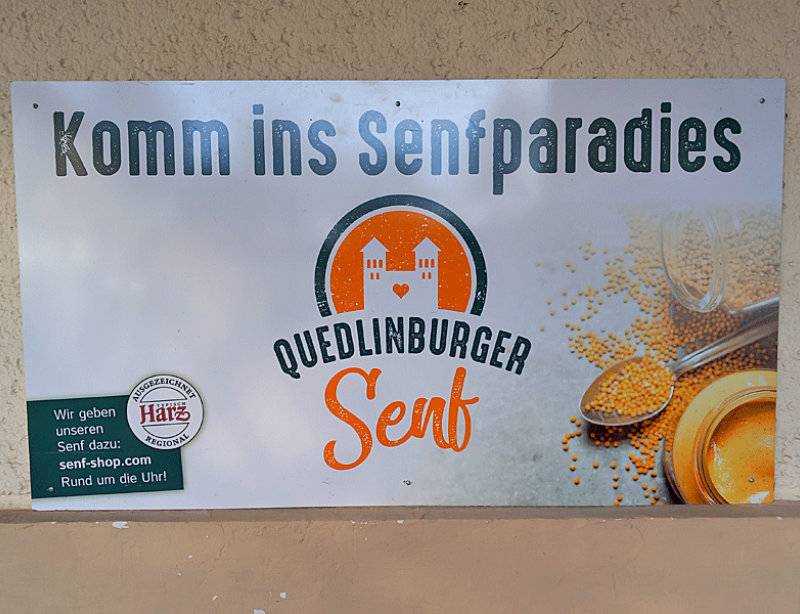 Komm ins Senfparadies
QUEDLINBURGER
Senf
Wir geben
unseren
Senf dazu:
senf-shop.com
Rund um die Uhr!
AUSGEZEICHNET
TYPISCH
Harz
REGIONAL